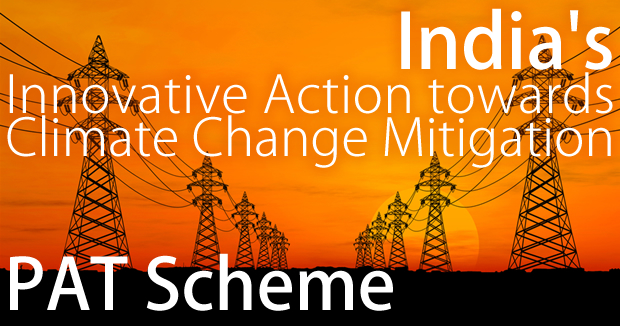 India's
Innovative Action towards
Climate Change Mitigation
PAT Scheme